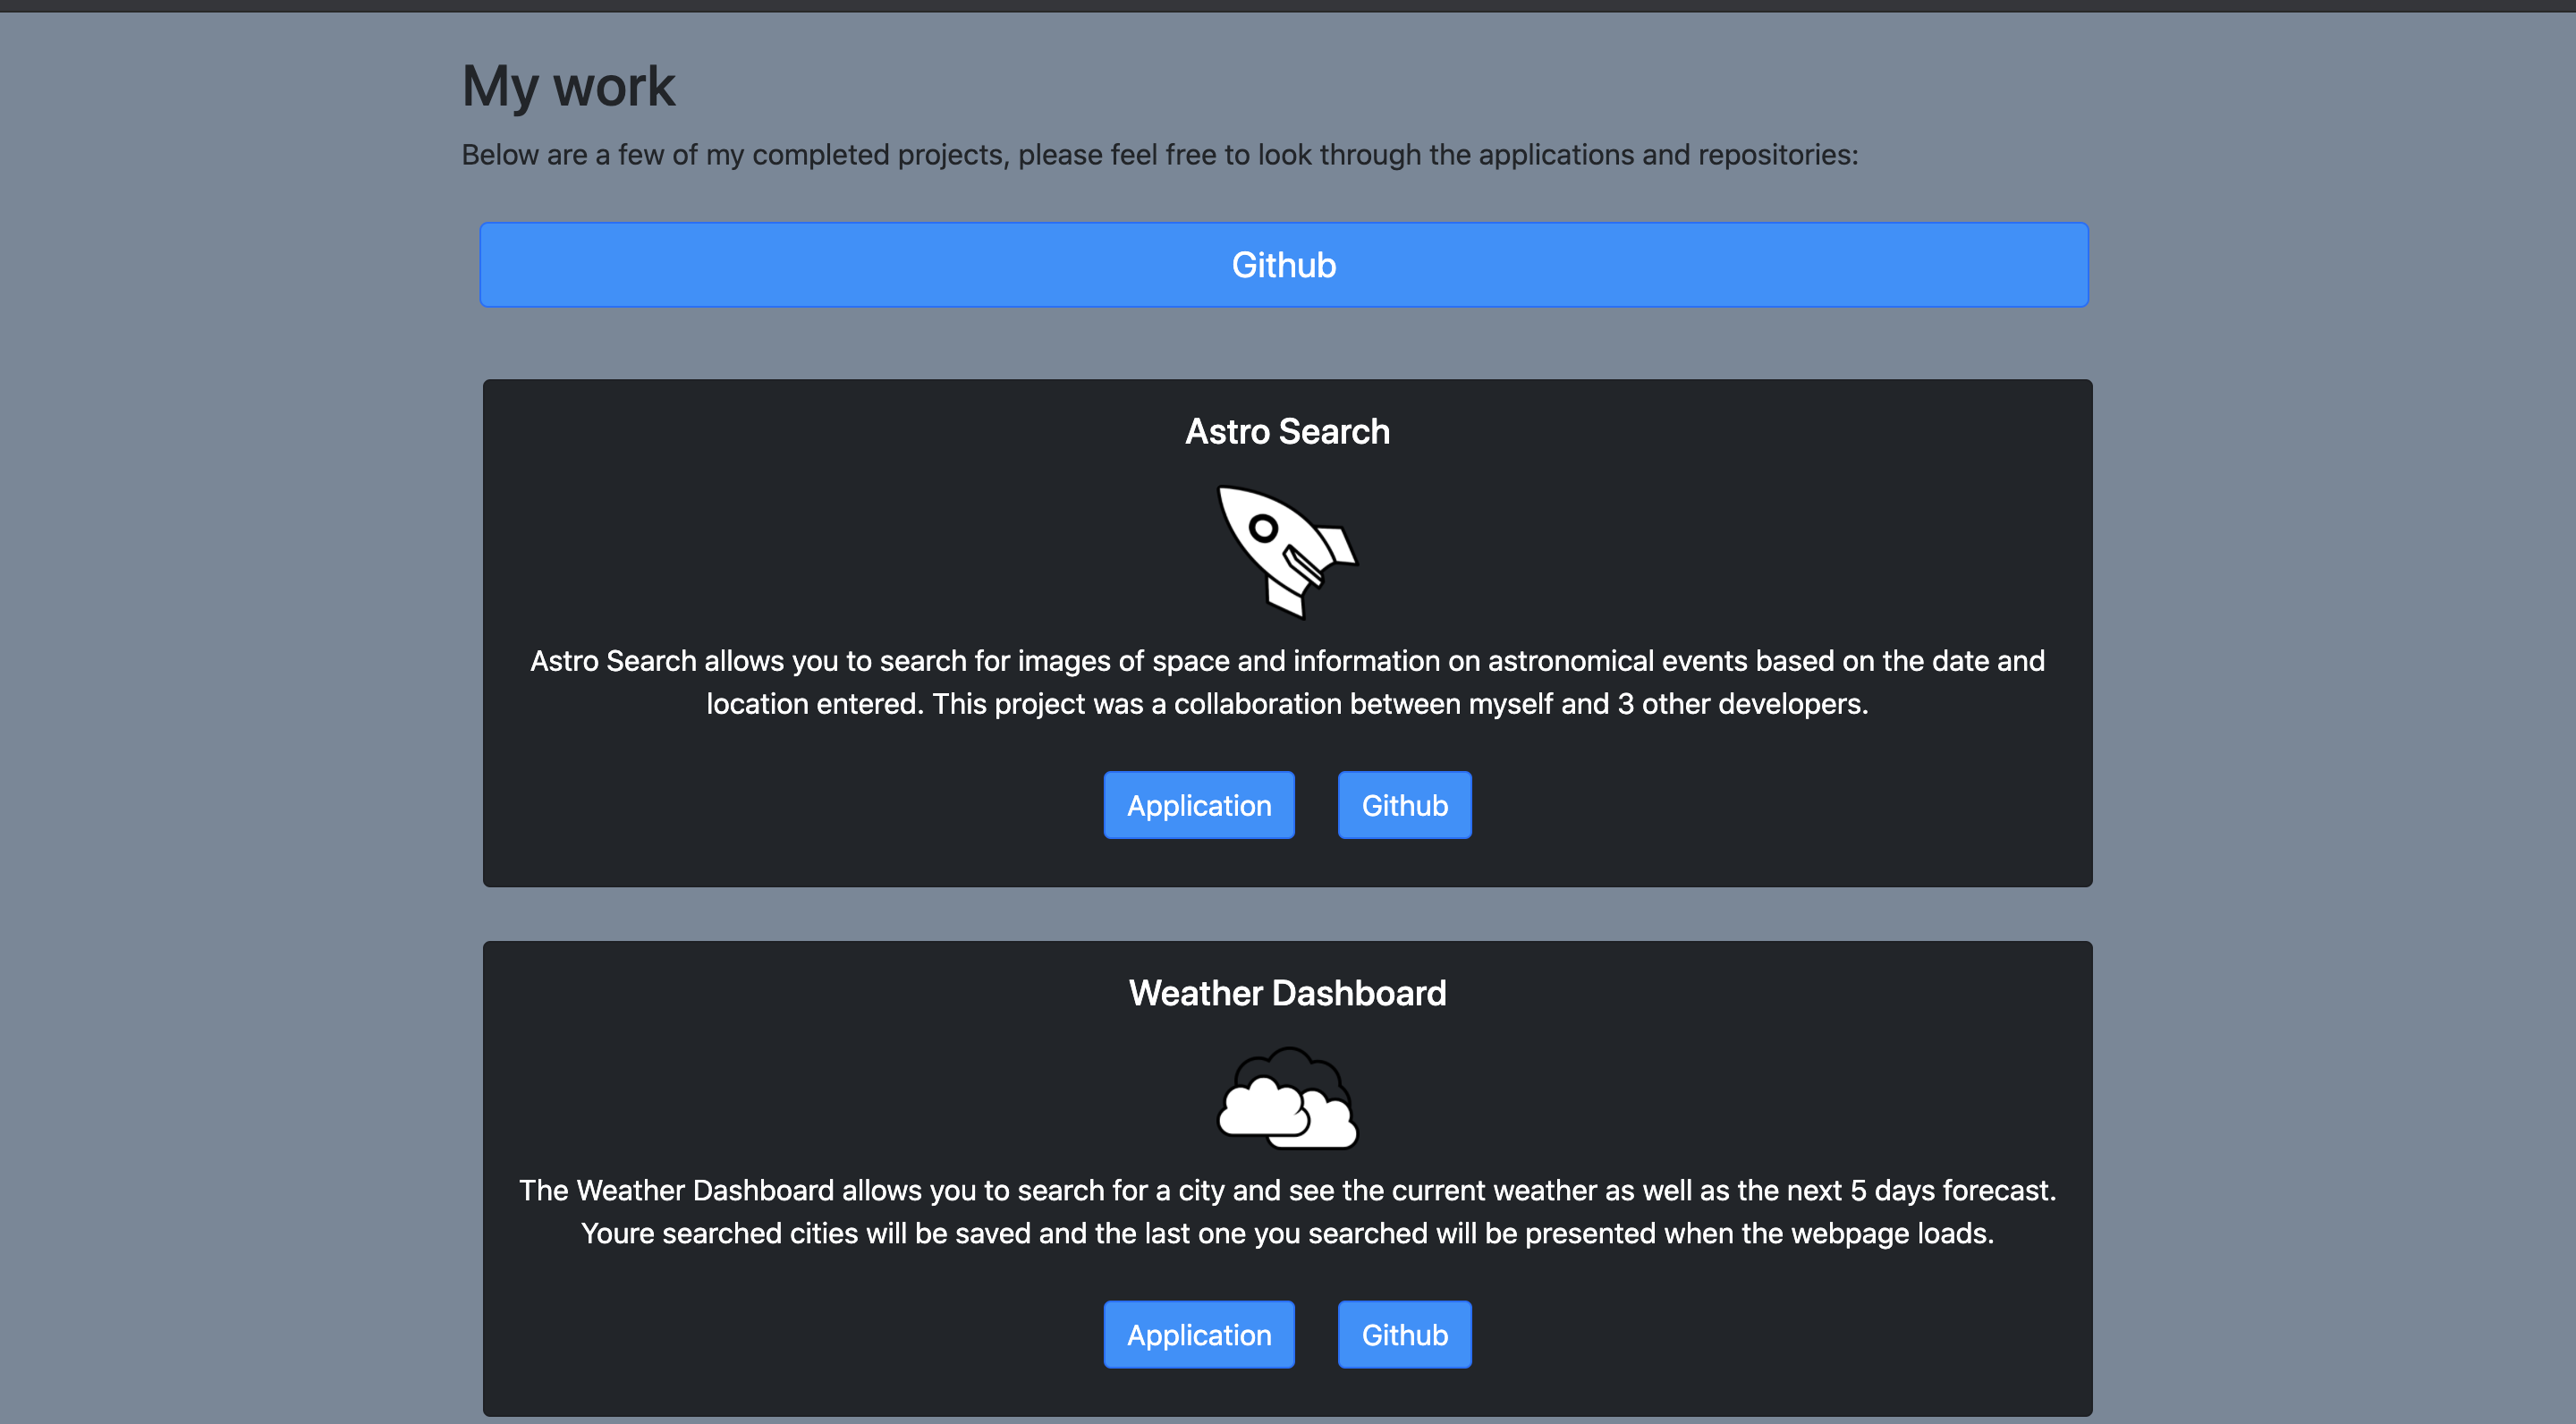 My work
Below are a few of my completed projects, please feel free to look through the applications and repositories:
Github
Astro Search
Astro Search allows you to search for images of space and information on astronomical events based on the date and
location entered. This project was a collaboration between myself and 3 other developers.
Application Github
Weather Dashboard
The Weather Dashboard allows you to search for a city and see the current weather as well as the next 5 days forecast.
Youre searched cities will be saved and the last one you searched will be presented when the webpage loads.
Application Github